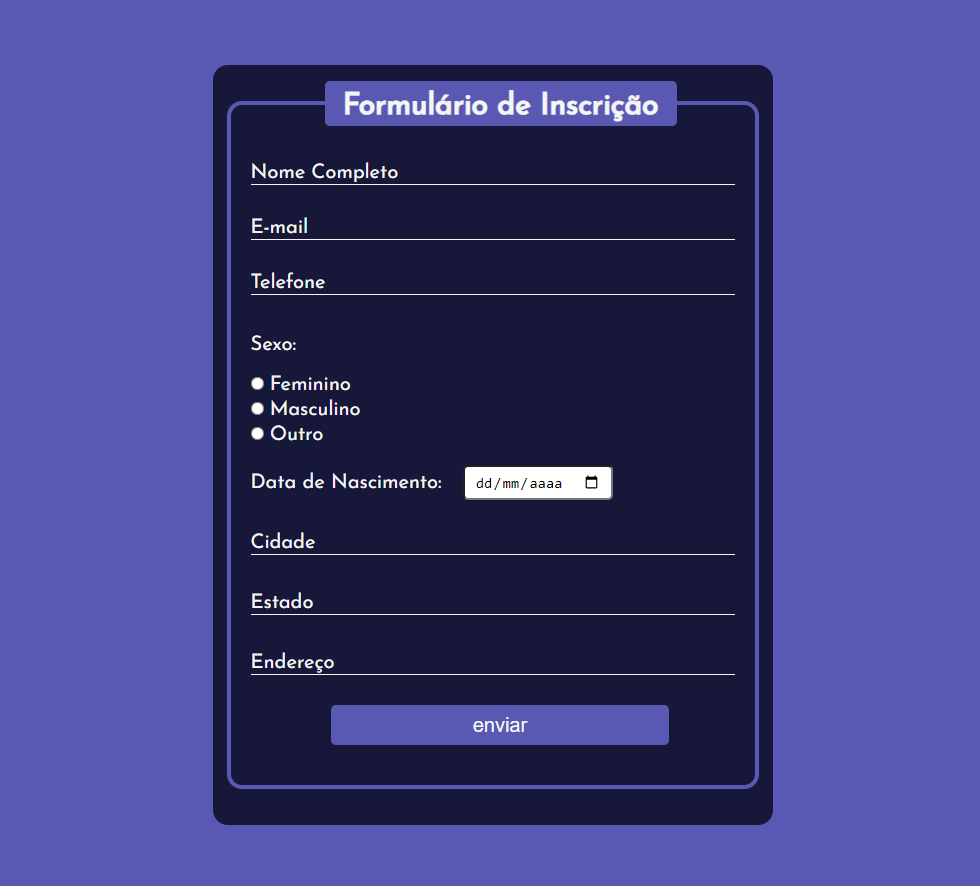 Formulário de Inscrição
Nome Completo
E-mail
Telefone
Sexo:
Feminino
Masculino
Outro
Data de Nascimento: dd/mm/aaaa
Cidade
Estado
Endereço
enviar